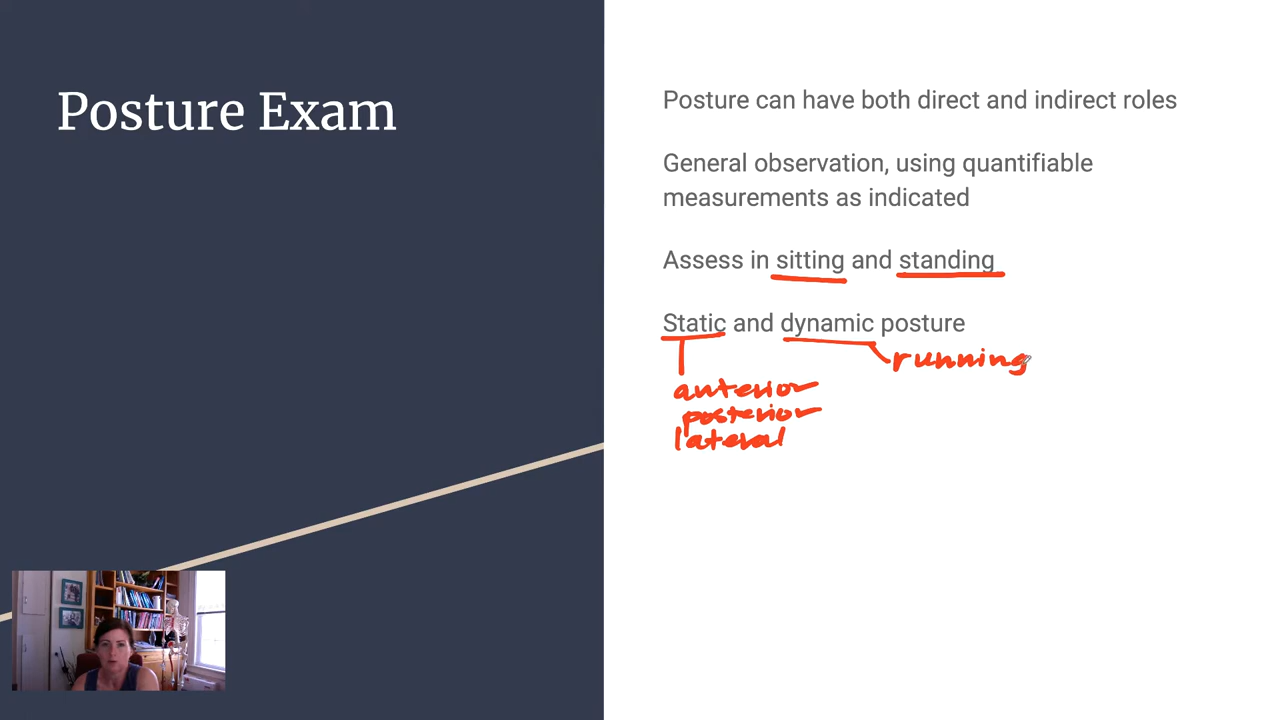 Posture Exam
Posture can have both direct and indirect roles
General observation, using quantifiable
measurements as indicated
Assess in sitting and standing
Static and dynamic posture
running
anterior
posterior
lateral